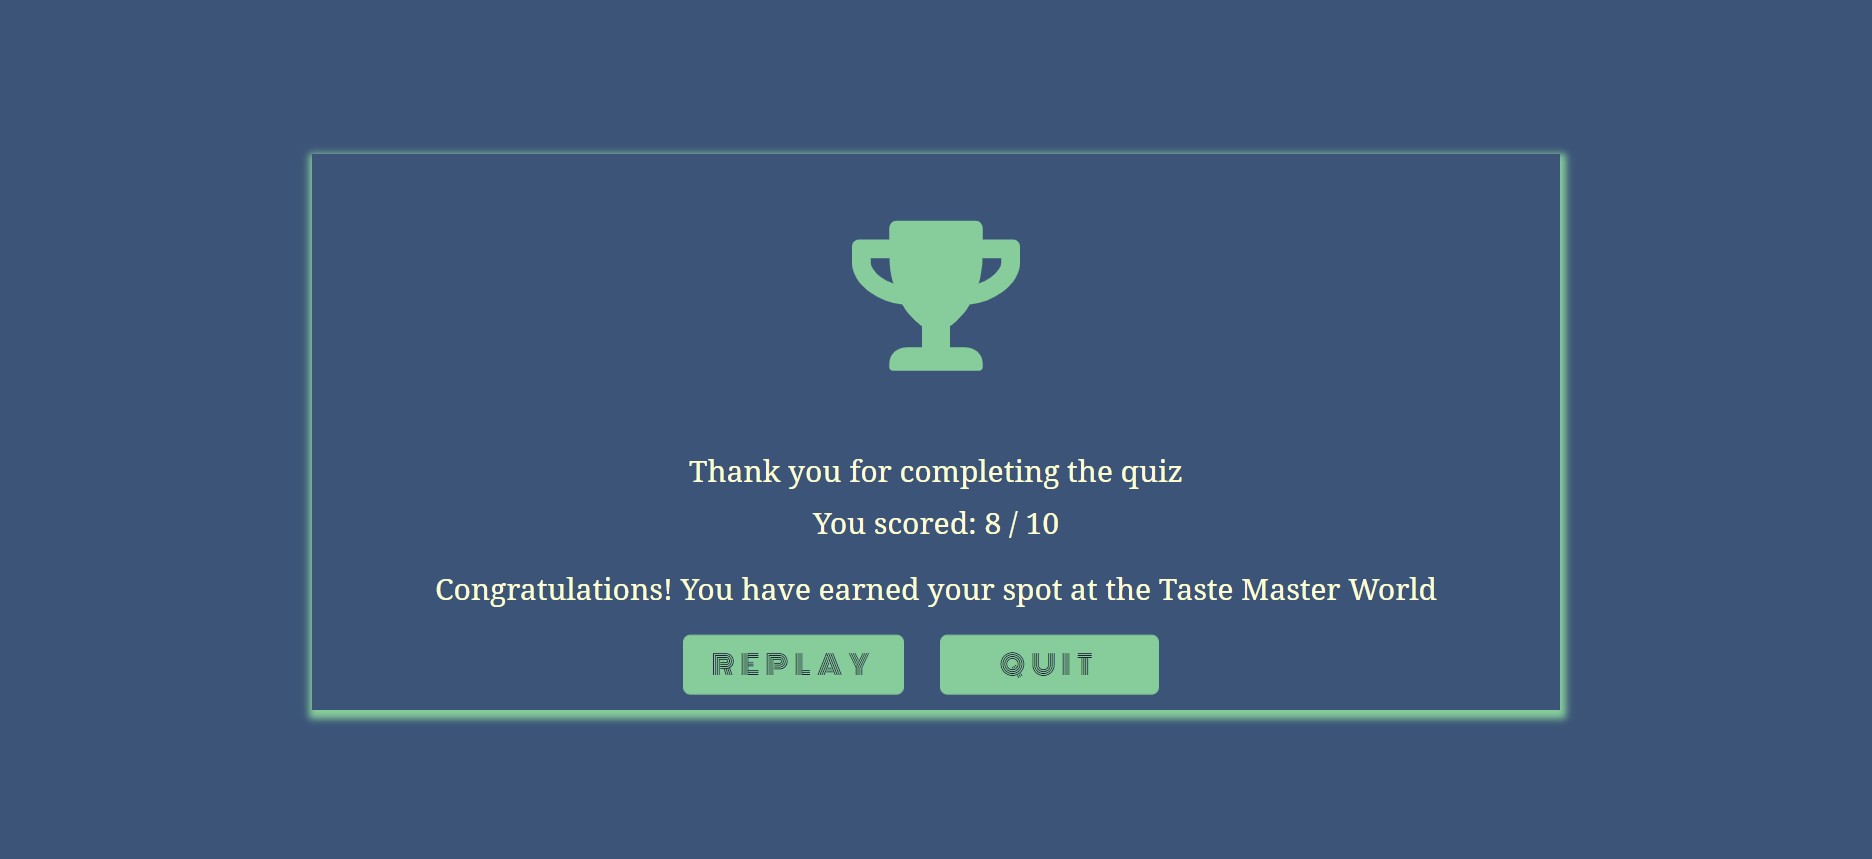 Thank you for completing the quiz
You scored: 8 / 10
Congratulations! You have earned your spot at the Taste Master World
REPLAY QUIT